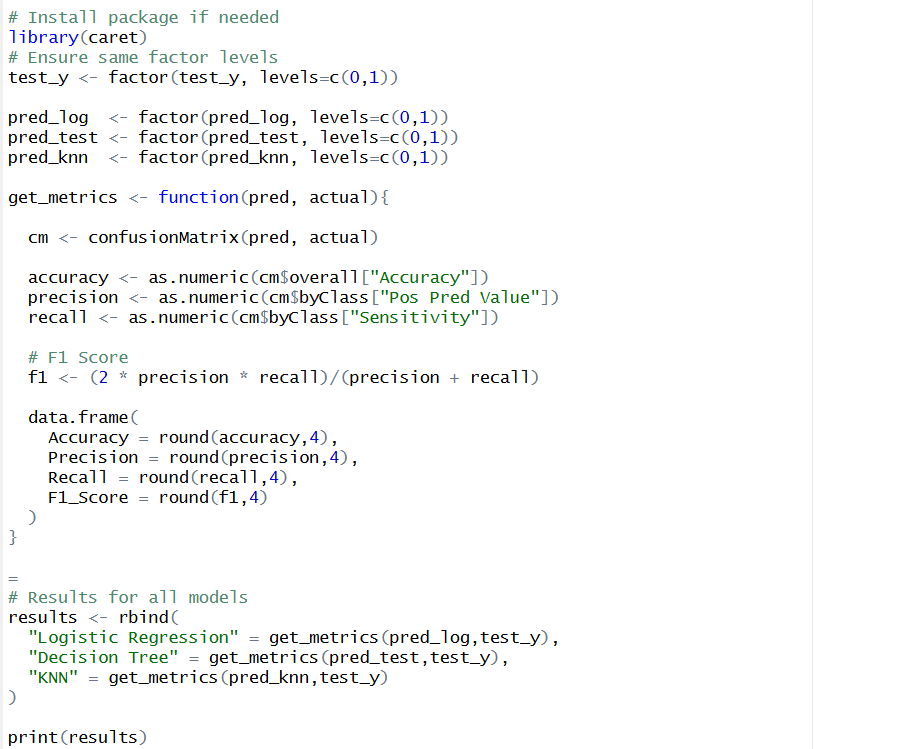 # Install package if needed
library(caret)
# Ensure same factor levels
test_y <- factor(test_y, levels=c(0,1))
pred_log  <- factor(pred_log, levels=c(0,1))
pred_test <- factor(pred_test, levels=c(0,1))
pred_knn  <- factor(pred_knn, levels=c(0,1))
get_metrics <- function(pred, actual){
  cm <- confusionMatrix(pred, actual)
  accuracy <- as.numeric(cm$overall["Accuracy"])
  precision <- as.numeric(cm$byClass["Pos Pred Value"])
  recall <- as.numeric(cm$byClass["Sensitivity"])
  # F1 Score
  f1 <- (2 * precision * recall)/(precision + recall)
  data.frame(
    Accuracy = round(accuracy,4),
    Precision = round(precision,4),
    Recall = round(recall,4),
    F1_Score = round(f1,4)
  )
}
=
# Results for all models
results <- rbind(
  "Logistic Regression" = get_metrics(pred_log,test_y),
  "Decision Tree" = get_metrics(pred_test,test_y),
  "KNN" = get_metrics(pred_knn,test_y)
)
print(results)